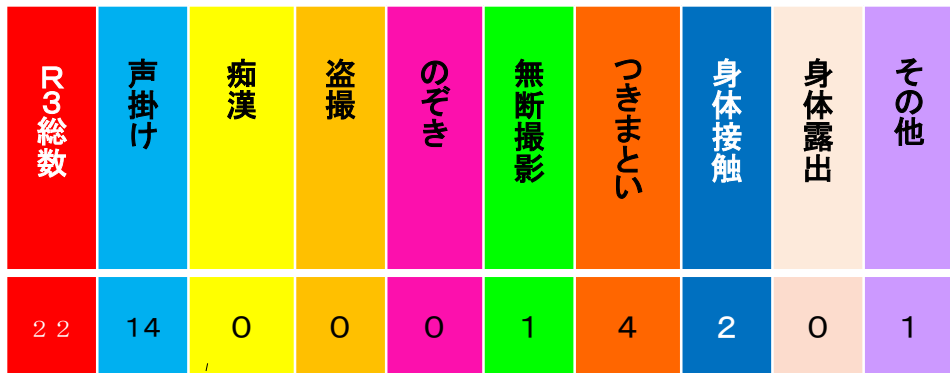 R3総数
声掛け
痴漢
盗撮
のぞき
無断撮影
つきまとい
身体接触
身体露出
その他
22
14
0
0
0
1
4
2
0
1